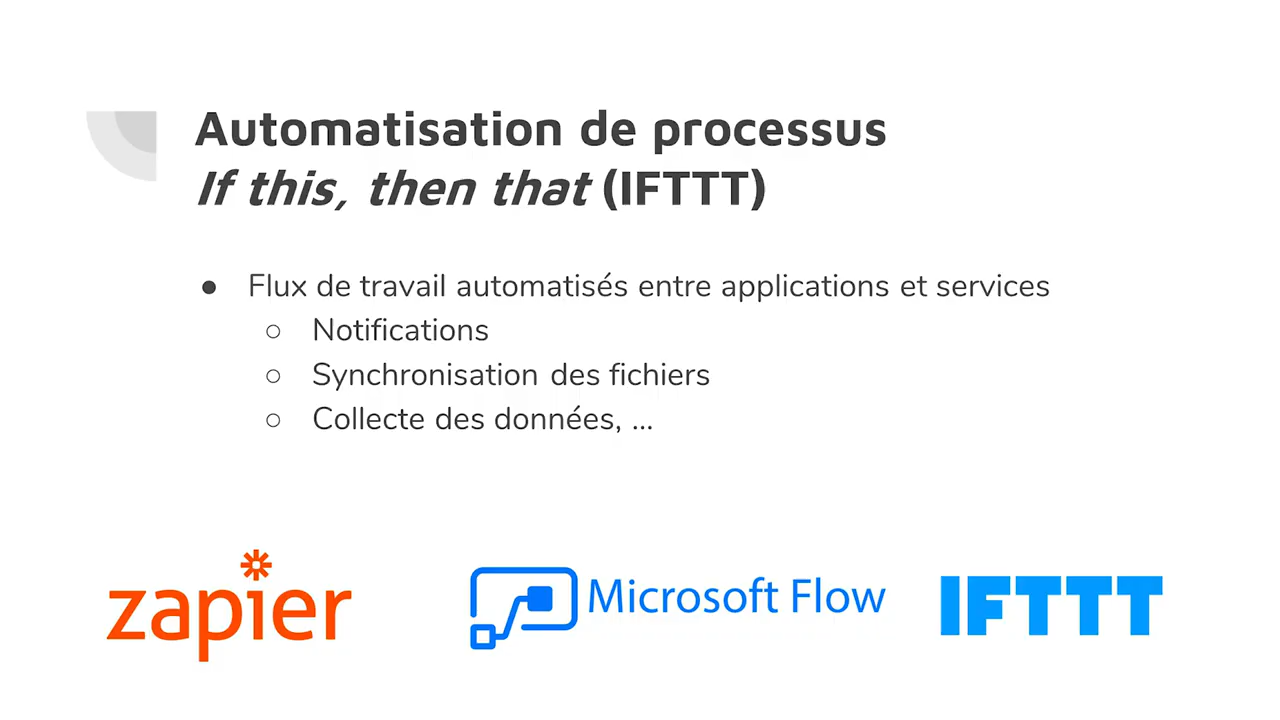 Automatisation de processus
If this, then that (IFTTT)
● Flux de travail automatisés entre applications et services
○ Notifications
○ Synchronisation des fichiers
○ Collecte des données, ...
zapier
Microsoft Flow
IFTTT